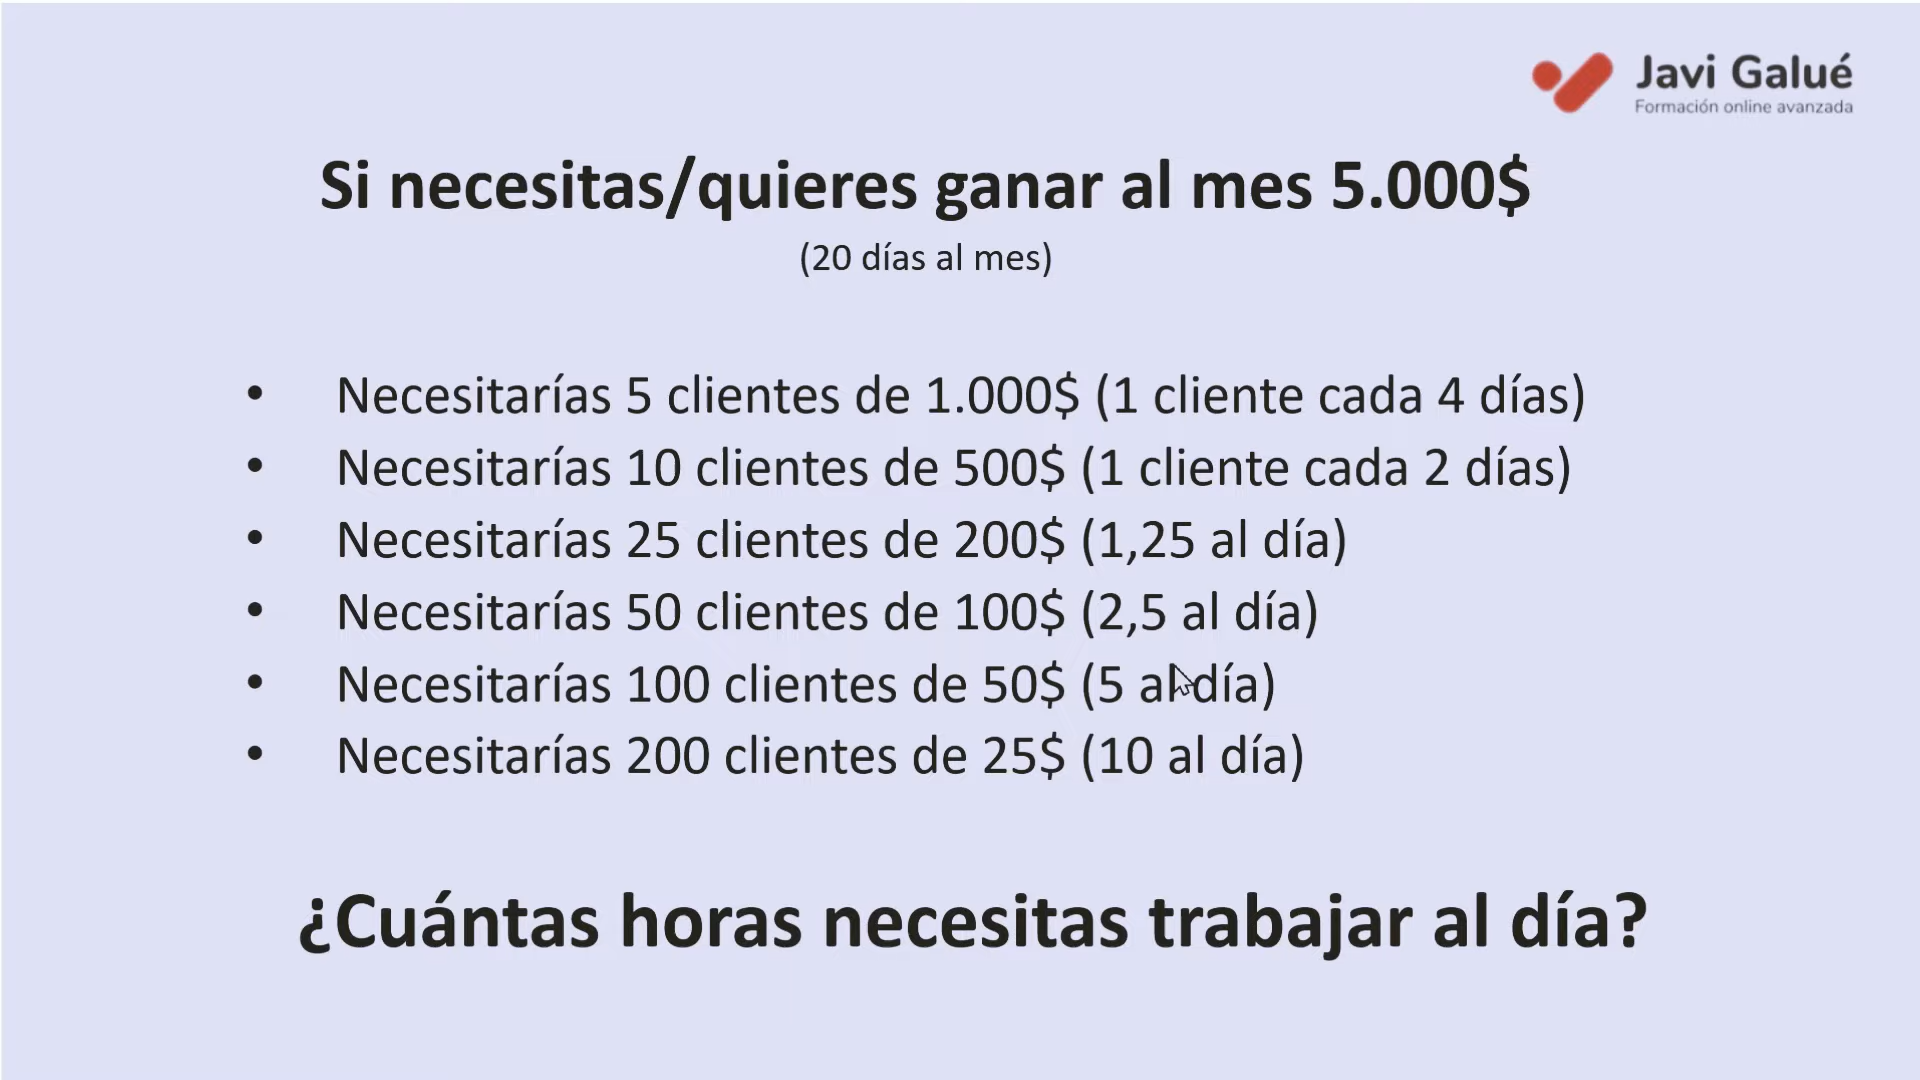 Javi Galué
Formación online avanzada
Si necesitas/quieres ganar al mes 5.000$
(20 días al mes)
• Necesitarías 5 clientes de 1.000$ (1 cliente cada 4 días)
• Necesitarías 10 clientes de 500$ (1 cliente cada 2 días)
• Necesitarías 25 clientes de 200$ (1,25 al día)
• Necesitarías 50 clientes de 100$ (2,5 al día)
• Necesitarías 100 clientes de 50$ (5 al día)
• Necesitarías 200 clientes de 25$ (10 al día)
¿Cuántas horas necesitas trabajar al día?